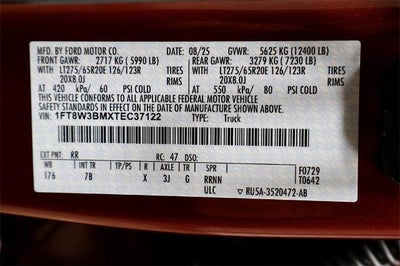 MFD. BY FORD MOTOR CO. 08/25 GVWR: 5625 KG (12400 LB)
FRONT GAWR: 2717 KG ( 5990 LB) REAR GAWR: 3279 KG ( 7230 LB)
LT275/65R20E 126/123R TIRES LT275/65R20E 126/123R TIRES
20X8.0J RIMS 20X8.0J RIMS
AT 420 kPa/ 60 PSI COLD AT 550 kPa/ 80 PSI COLD
THIS VEHICLE CONFORMS TO ALL APPLICABLE FEDERAL MOTOR VEHICLE
SAFETY STANDARDS IN EFFECT ON THE DATE OF MANUFACTURE SHOWN ABOVE.
VIN: 1FT8W3BMXTEC37122 TYPE: Truck
EXT PNT: RR RC: 47 DSO: F0729
WB INT TR TP/PS R AXLE TR T0642
176 7B X 3J G RRNN
ULC RU5A-3520472-AB